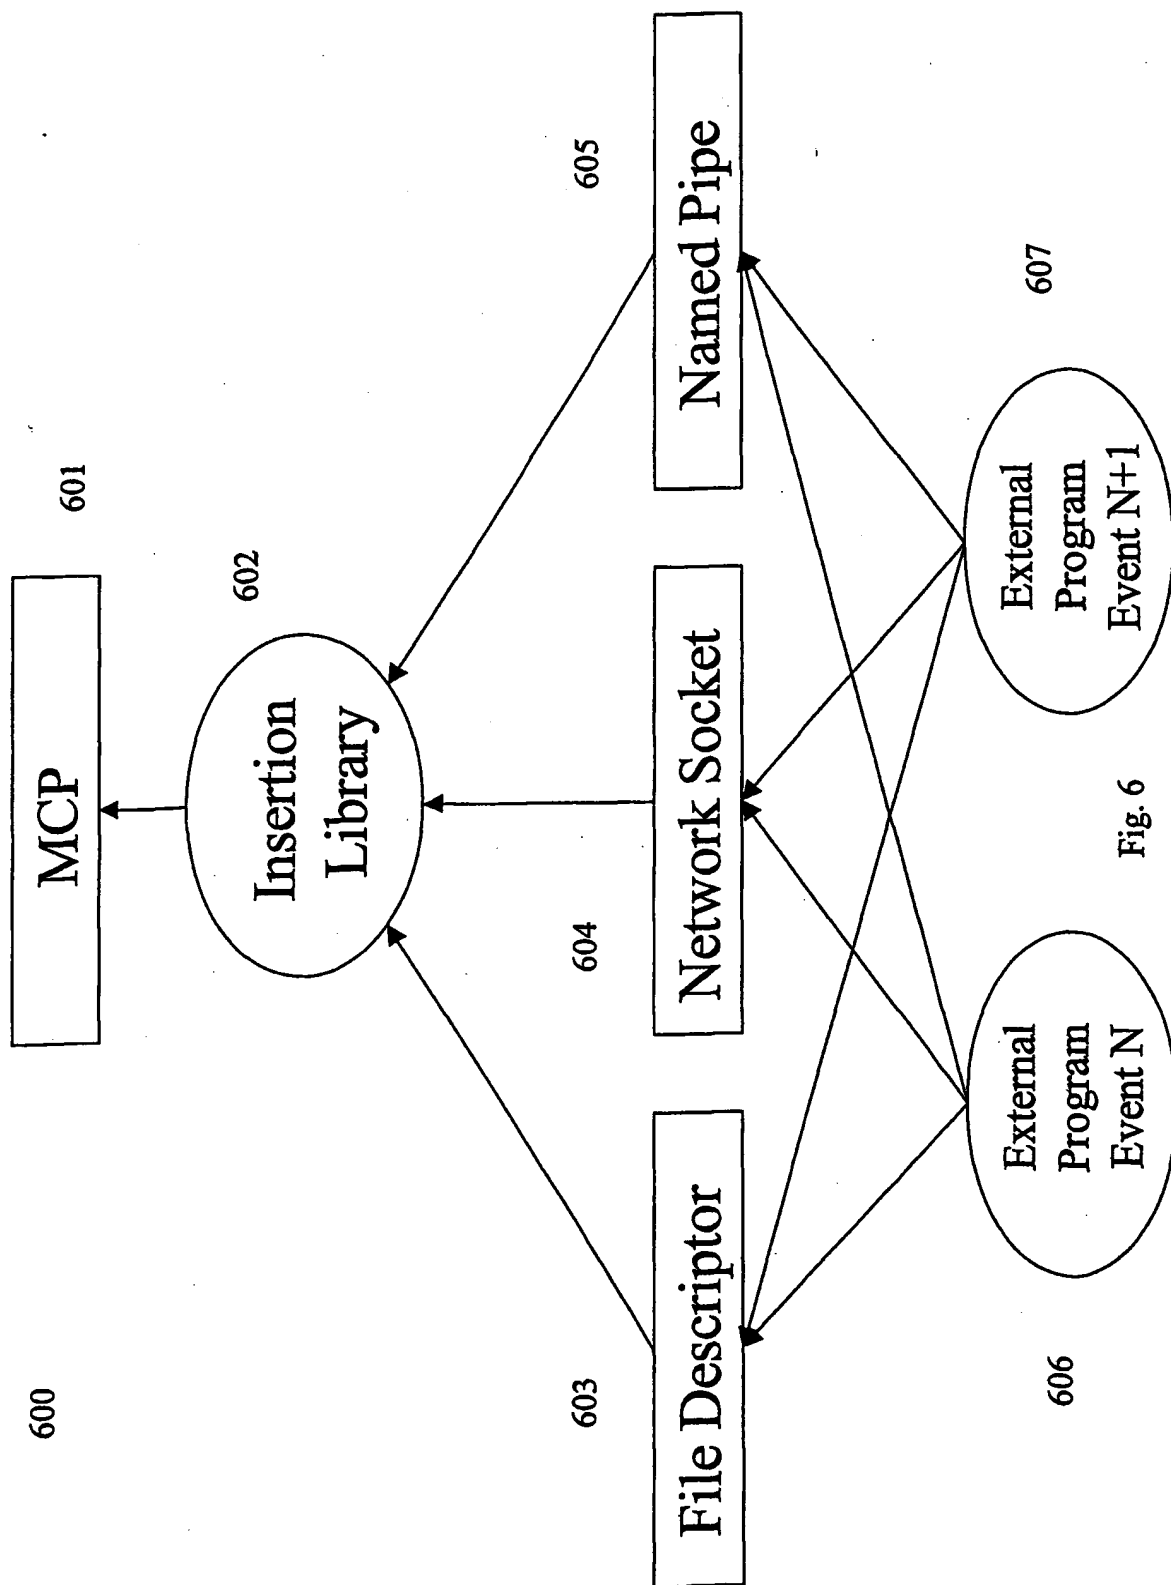 600
MCP
601
Insertion
Library
602
603
604
605
File Descriptor
Network Socket
Named Pipe
606
External
Program
Event N
External
Program
Event N+1
607
Fig. 6